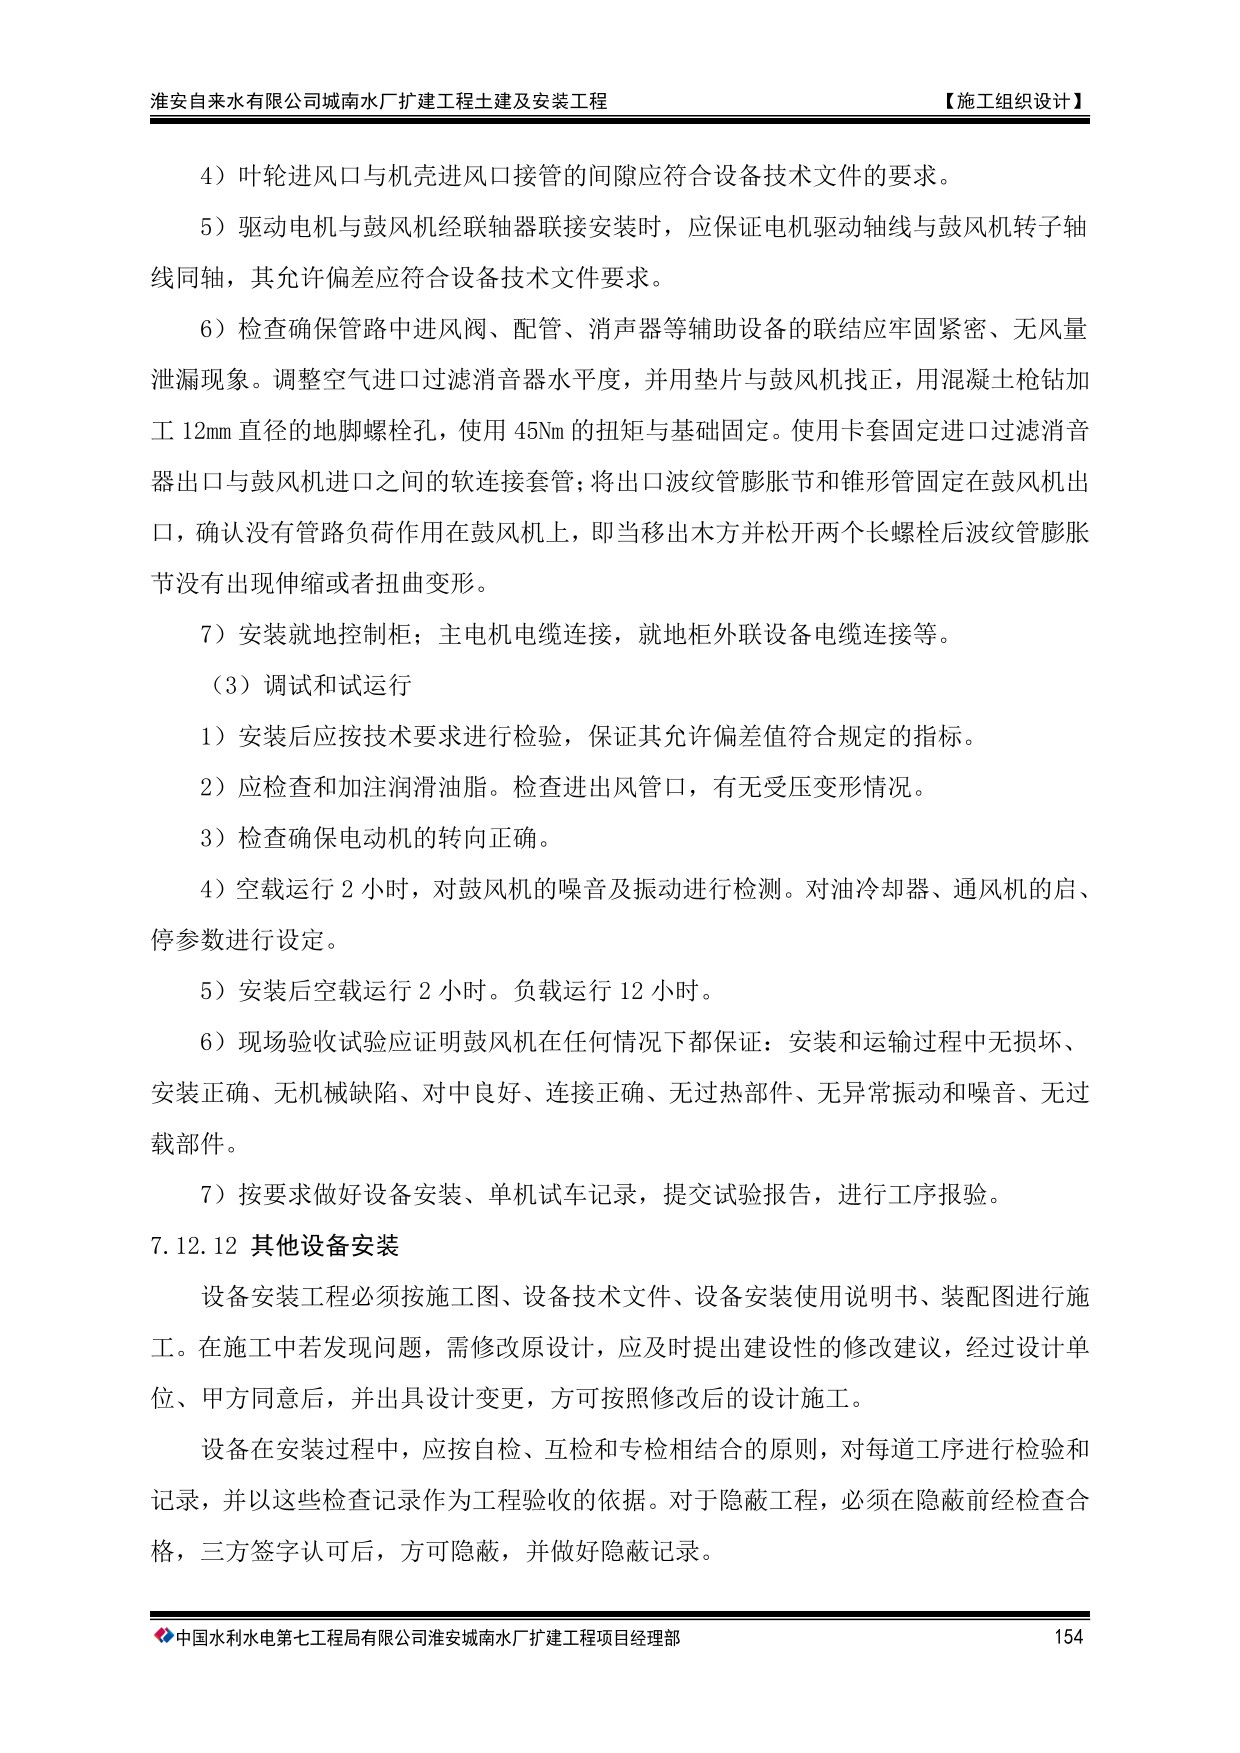 淮安自来水有限公司城南水厂扩建工程土建及安装工程 【施工组织设计】
4）叶轮进风口与机壳进风口接管的间隙应符合设备技术文件的要求。
5）驱动电机与鼓风机经联轴器联接安装时，应保证电机驱动轴线与鼓风机转子轴
线同轴，其允许偏差应符合设备技术文件要求。
6）检查确保管路中进风阀、配管、消声器等辅助设备的联结应牢固紧密、无风量
泄漏现象。调整空气进口过滤消音器水平度，并用垫片与鼓风机找正，用混凝土枪钻加
工 12mm 直径的地脚螺栓孔，使用 45Nm 的扭矩与基础固定。使用卡套固定进口过滤消音
器出口与鼓风机进口之间的软连接套管；将出口波纹管膨胀节和锥形管固定在鼓风机出
口，确认没有管路负荷作用在鼓风机上，即当移出木方并松开两个长螺栓后波纹管膨胀
节没有出现伸缩或者扭曲变形。
7）安装就地控制柜；主电机电缆连接，就地柜外联设备电缆连接等。
（3）调试和试运行
1）安装后应按技术要求进行检验，保证其允许偏差值符合规定的指标。
2）应检查和加注润滑油脂。检查进出风管口，有无受压变形情况。
3）检查确保电动机的转向正确。
4）空载运行 2 小时，对鼓风机的噪音及振动进行检测。对油冷却器、通风机的启、
停参数进行设定。
5）安装后空载运行 2 小时。负载运行 12 小时。
6）现场验收试验应证明鼓风机在任何情况下都保证：安装和运输过程中无损坏、
安装正确、无机械缺陷、对中良好、连接正确、无过热部件、无异常振动和噪音、无过
载部件。
7）按要求做好设备安装、单机试车记录，提交试验报告，进行工序报验。
7.12.12 其他设备安装
设备安装工程必须按施工图、设备技术文件、设备安装使用说明书、装配图进行施
工。在施工中若发现问题，需修改原设计，应及时提出建设性的修改建议，经过设计单
位、甲方同意后，并出具设计变更，方可按照修改后的设计施工。
设备在安装过程中，应按自检、互检和专检相结合的原则，对每道工序进行检验和
记录，并以这些检查记录作为工程验收的依据。对于隐蔽工程，必须在隐蔽前经检查合
格，三方签字认可后，方可隐蔽，并做好隐蔽记录。
中国水利水电第七工程局有限公司淮安城南水厂扩建工程项目经理部 154